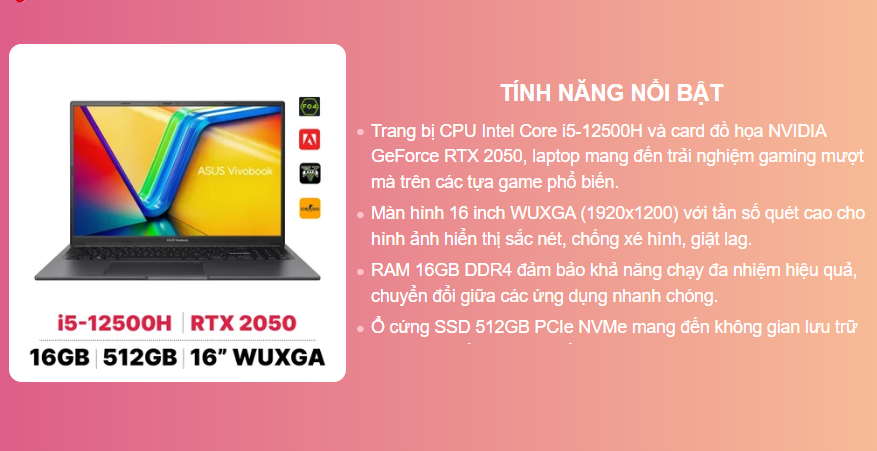 TÍNH NĂNG NỔI BẬT
FO4
ASUS Vivobook
ASUS Vivobook
i5-12500H | RTX 2050
16GB | 512GB | 16” WUXGA
Trang bị CPU Intel Core i5-12500H và card đồ họa NVIDIA
GeForce RTX 2050, laptop mang đến trải nghiệm gaming mượt
mà trên các tựa game phổ biến.
Màn hình 16 inch WUXGA (1920x1200) với tần số quét cao cho
hình ảnh hiển thị sắc nét, chống xé hình, giật lag.
RAM 16GB DDR4 đảm bảo khả năng chạy đa nhiệm hiệu quả,
chuyển đổi giữa các ứng dụng nhanh chóng.
Ổ cứng SSD 512GB PCIe NVMe mang đến không gian lưu trữ